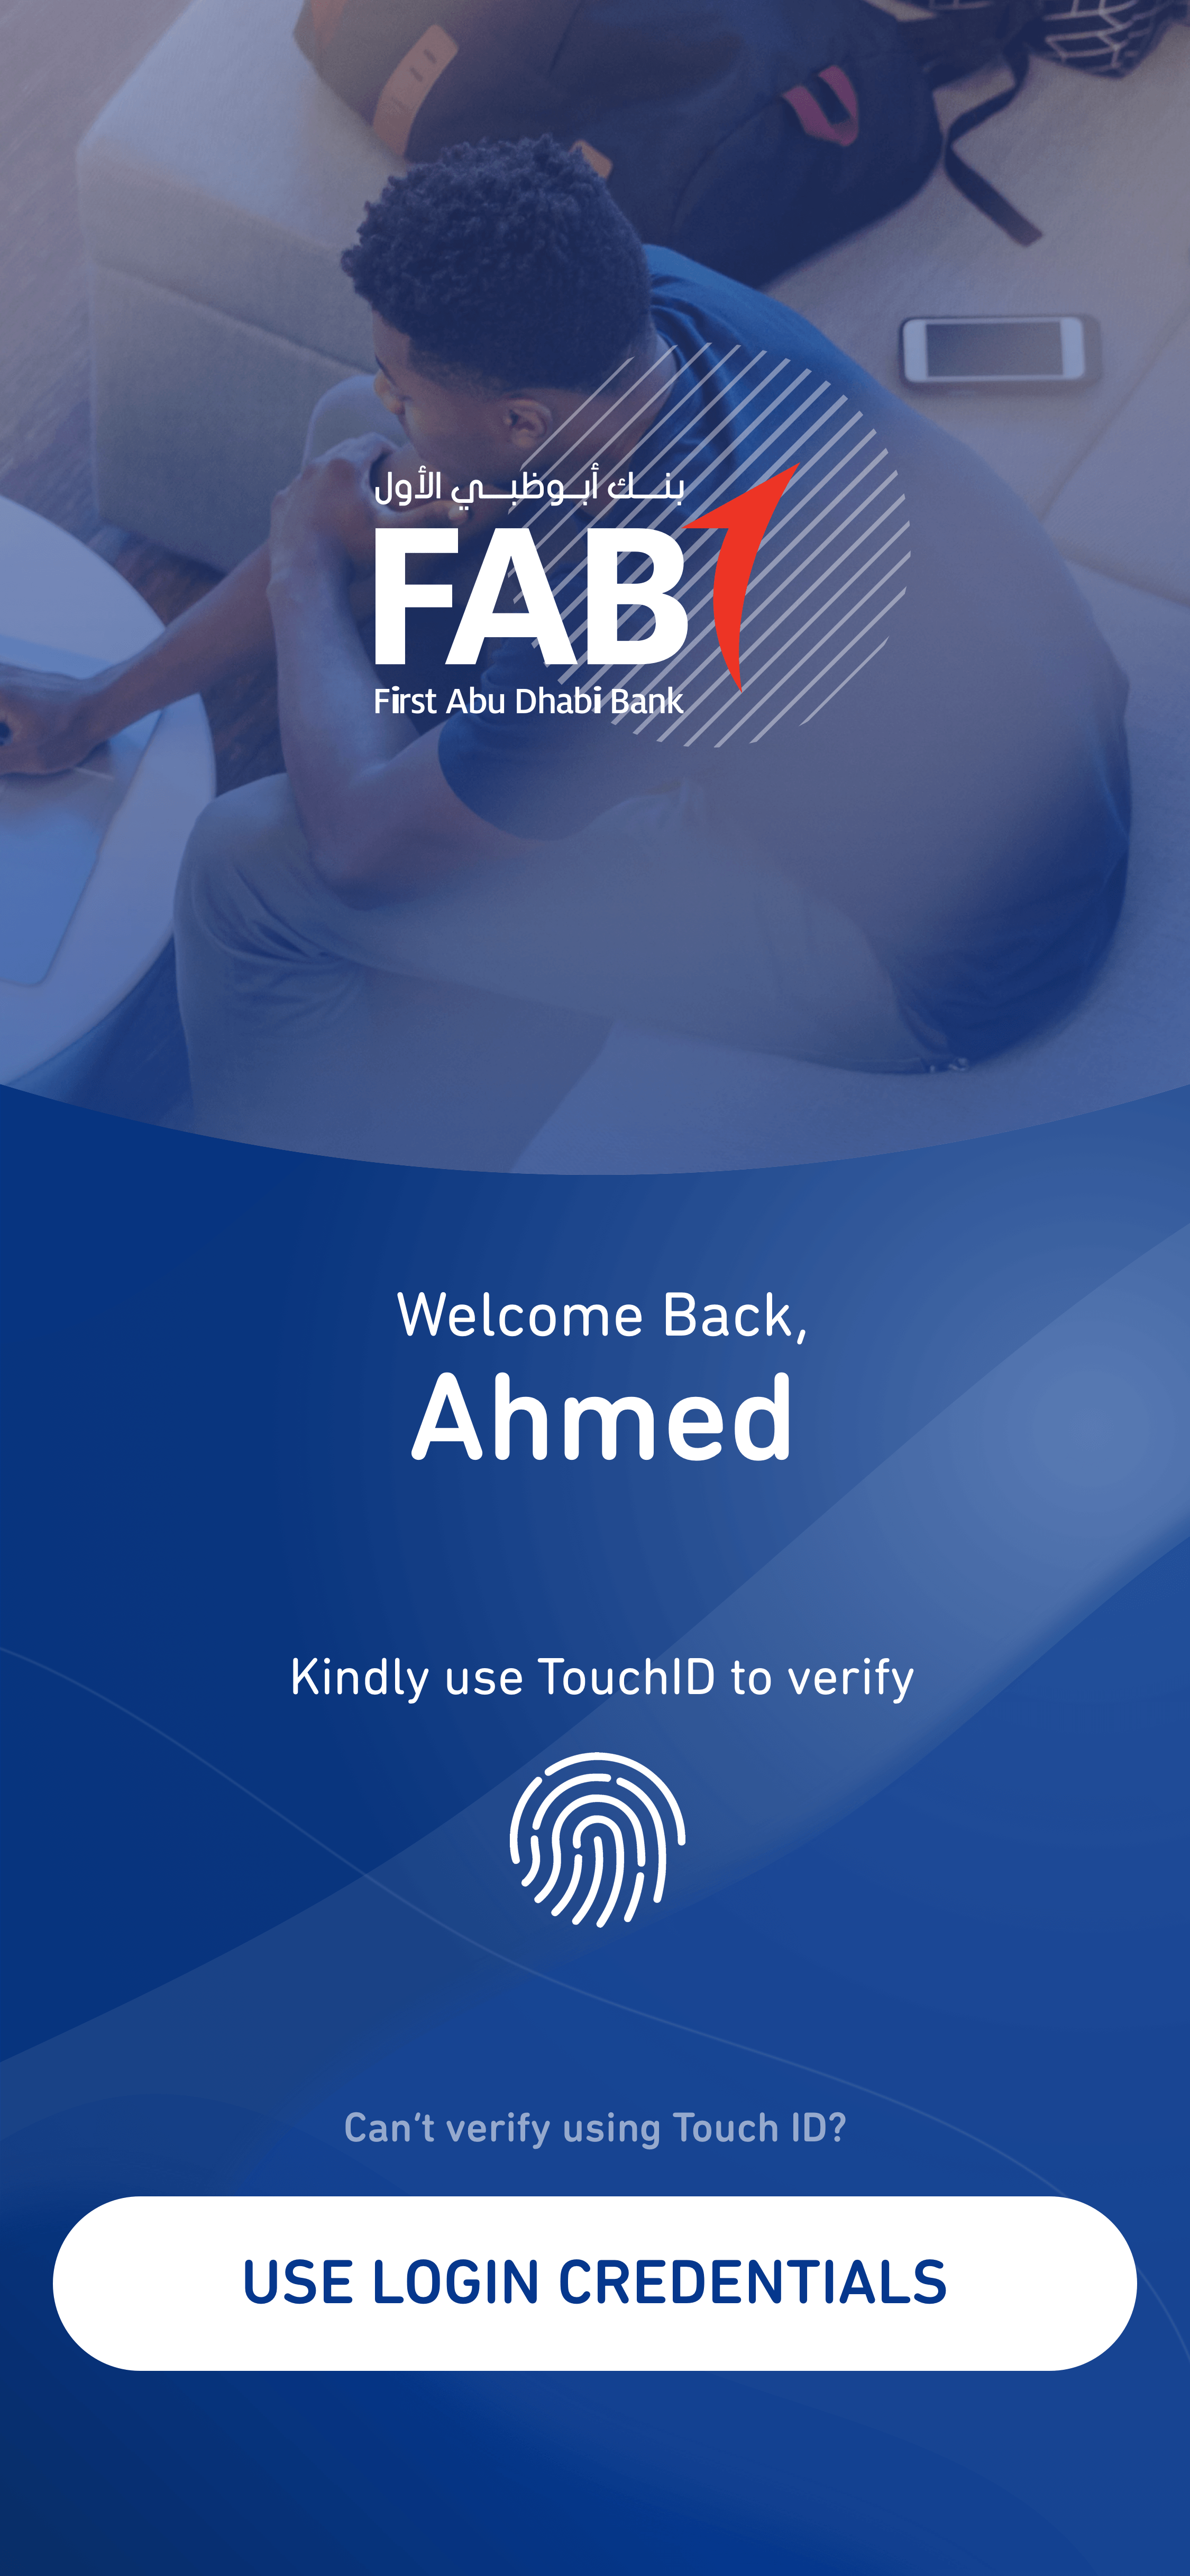 بنك أبوظبي الأول
FAB
First Abu Dhabi Bank
Welcome Back,
Ahmed
Kindly use TouchID to verify
Can't verify using Touch ID?
USE LOGIN CREDENTIALS